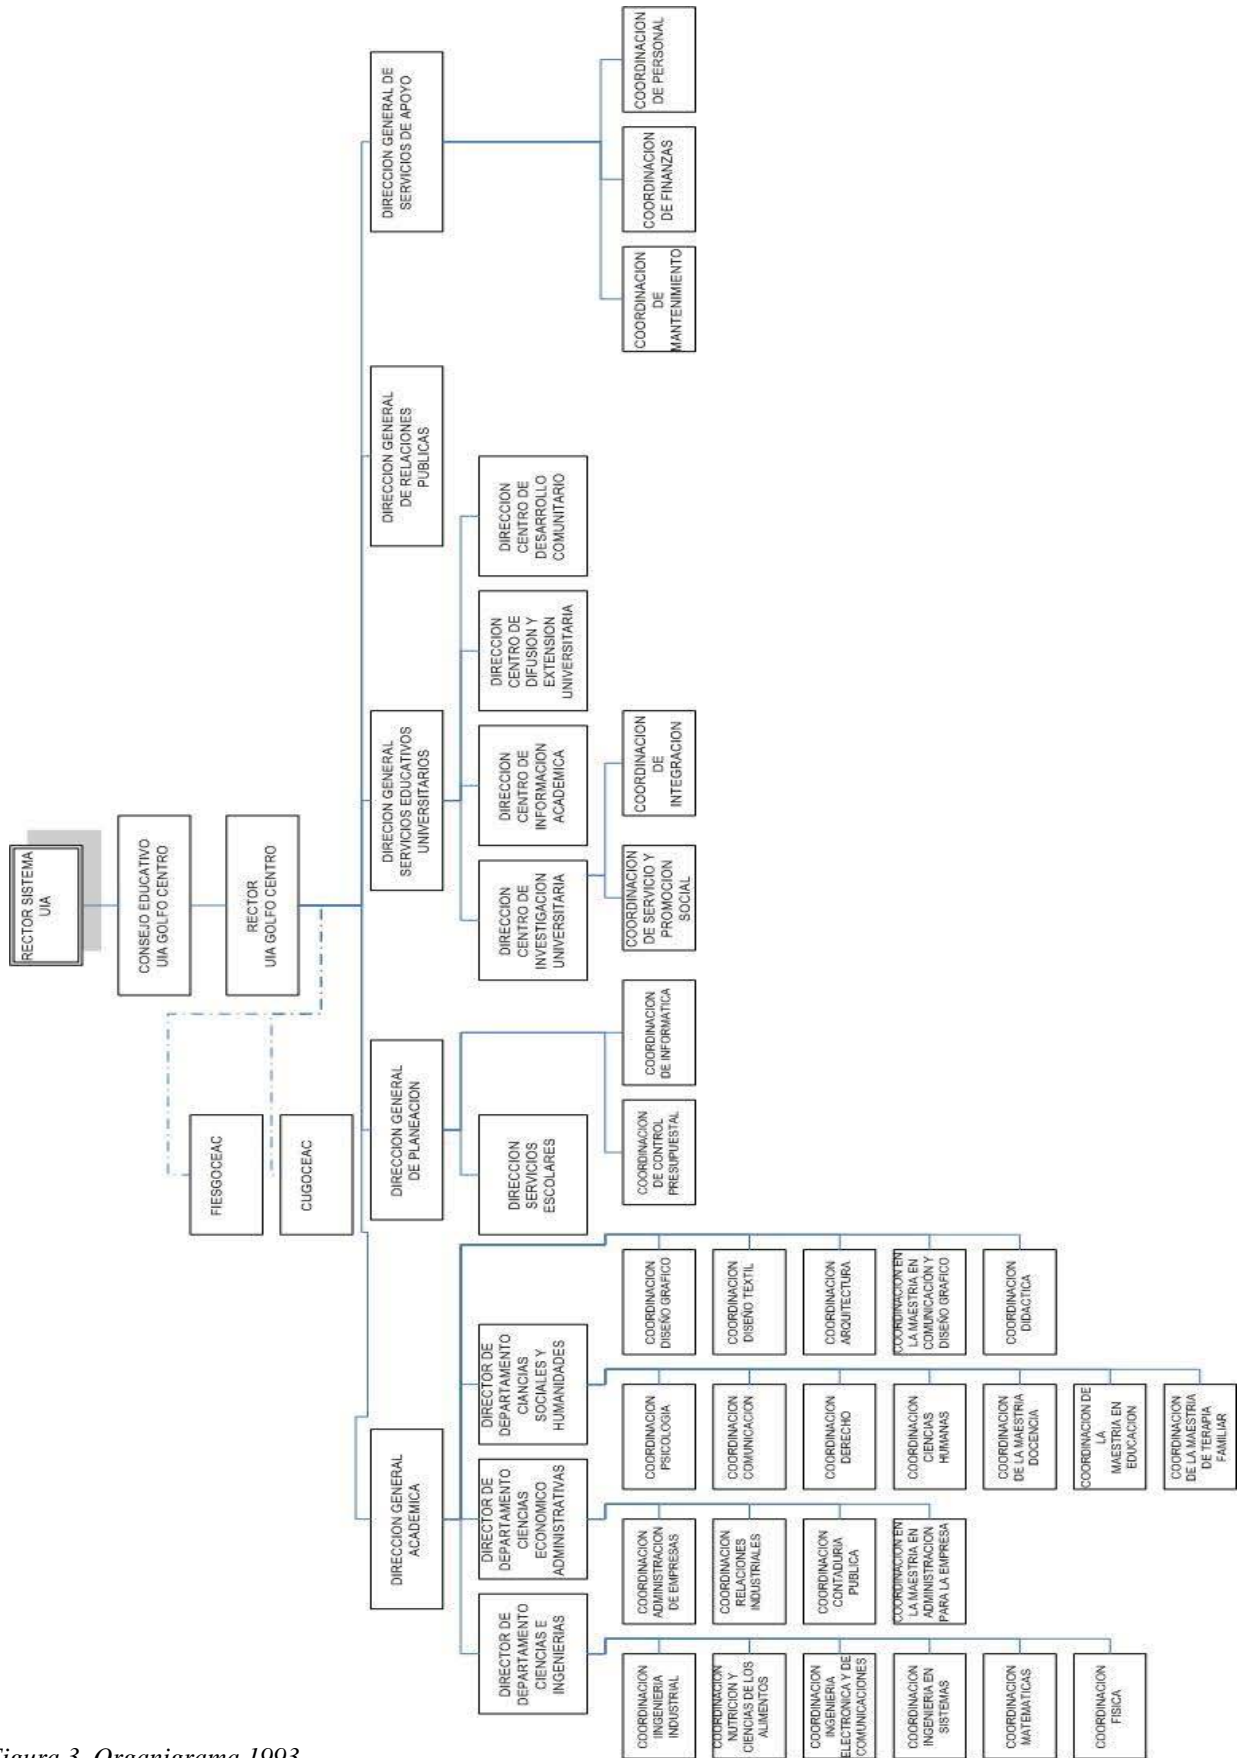 RECTOR SISTEMA
UIA
CONSEJO EDUCATIVO
UIA GOLFO CENTRO
RECTOR
UIA GOLFO CENTRO
FIESGOCEAC
CUGOCEAC
DIRECCION GENERAL
ACADEMICA
DIRECCION GENERAL
DE PLANEACION
DIRECION GENERAL
SERVICIOS EDUCATIVOS
UNIVERSITARIOS
DIRECCION GENERAL
DE RELACIONES
PUBLICAS
DIRECCION GENERAL DE
SERVICIOS DE APOYO
DIRECTOR DE
DEPARTAMENTO
CIENCIAS E
INGENIERIAS
DIRECTOR DE
DEPARTAMENTO
CIENCIAS
ECONOMICO
ADMINISTRATIVAS
DIRECTOR DE
DEPARTAMENTO
CIANCIAS
SOCIALES Y
HUMANIDADES
DIRECCION
SERVICIOS
ESCOLARES
DIRECCION
CENTRO DE
INVESTIGACION
UNIVERSITARIA
DIRECCION
CENTRO DE
INFORMACION
ACADEMICA
DIRECCION
CENTRO DE
DIFUSION Y
EXTENSION
UNIVERSITARIA
DIRECCION
CENTRO DE
DESARROLLO
COMUNITARIO
COORDINACION
INGENIERIA
INDUSTRIAL
COORDINACION
NUTRICION Y
CIENCIAS DE LOS
ALIMENTOS
COORDINACION
INGENIERIA
ELECTRONICA Y DE
COMUNICACIONES
COORDINACION
INGENIERIA EN
SISTEMAS
COORDINACION
MATEMATICAS
COORDINACION
FISICA
COORDINACION
ADMINISTRACION
DE EMPRESAS
COORDINACION
RELACIONES
INDUSTRIALES
COORDINACION
CONTADURIA
PUBLICA
COORDINACION EN
LA MAESTRIA EN
ADMINISTRACION
PARA LA EMPRESA
COORDINACION
PSICOLOGIA
COORDINACION
COMUNICACION
COORDINACION
DERECHO
COORDINACION
CIENCIAS
HUMANAS
COORDINACION
DE LA MAESTRIA
DOCENCIA
COORDINACION DE
LA
MAESTRIA EN
EDUCACION
COORDINACION
DE LA MAESTRIA
DE TERAPIA
FAMILIAR
COORDINACION
DISEÑO GRAFICO
COORDINACION
DISEÑO TEXTIL
COORDINACION
ARQUITECTURA
COORDINACION EN
LA MAESTRIA EN
COMUNICACIÓN Y
DISEÑO GRAFICO
COORDINACION
DIDACTICA
COORDINACION
DE CONTROL
PRESUPUESTAL
COORDINACION
DE INFORMATICA
COORDINACION
DE SERVICIO Y
PROMOCION
SOCIAL
COORDINACION
DE
INTEGRACION
COORDINACION
DE
MANTENIMIENTO
COORDINACION
DE FINANZAS
COORDINACION
DE PERSONAL
Figura 3. Organigrama 1993